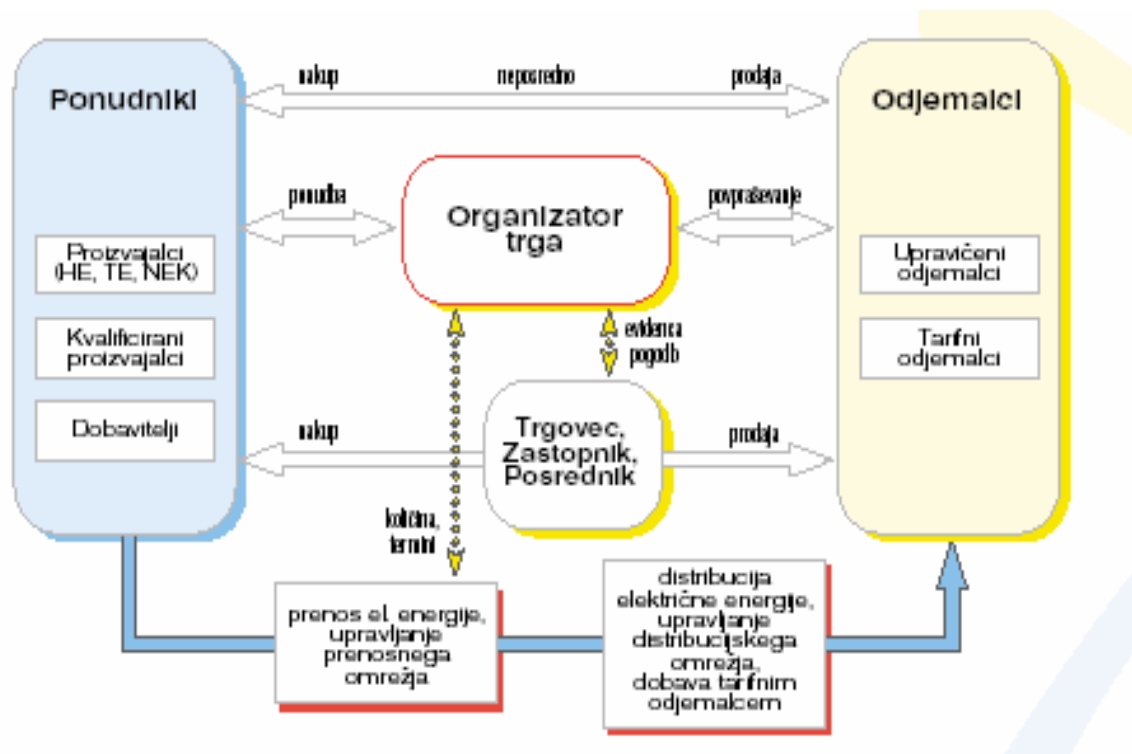 nakup
neposredno
prodaja
Ponudniki
Odjemalci
ponudba
Organizator
trga
povpraševanje
Proizvajalci
(HE, TE, NEK)
Upravičeni
odjemalci
Kvalificirani
proizvajalci
evidenca
pogodb
Tarifni
odjemalci
Dobavitelji
nakup
Trgovec,
Zastopnik,
Posrednik
prodaja
količina,
termini
prenos el. energije,
upravljanje
prenosnega
omrežja
distribucija
električne energije,
upravljanje
distribucijskega
omrežja,
dobava tarifnim
odjemalcem